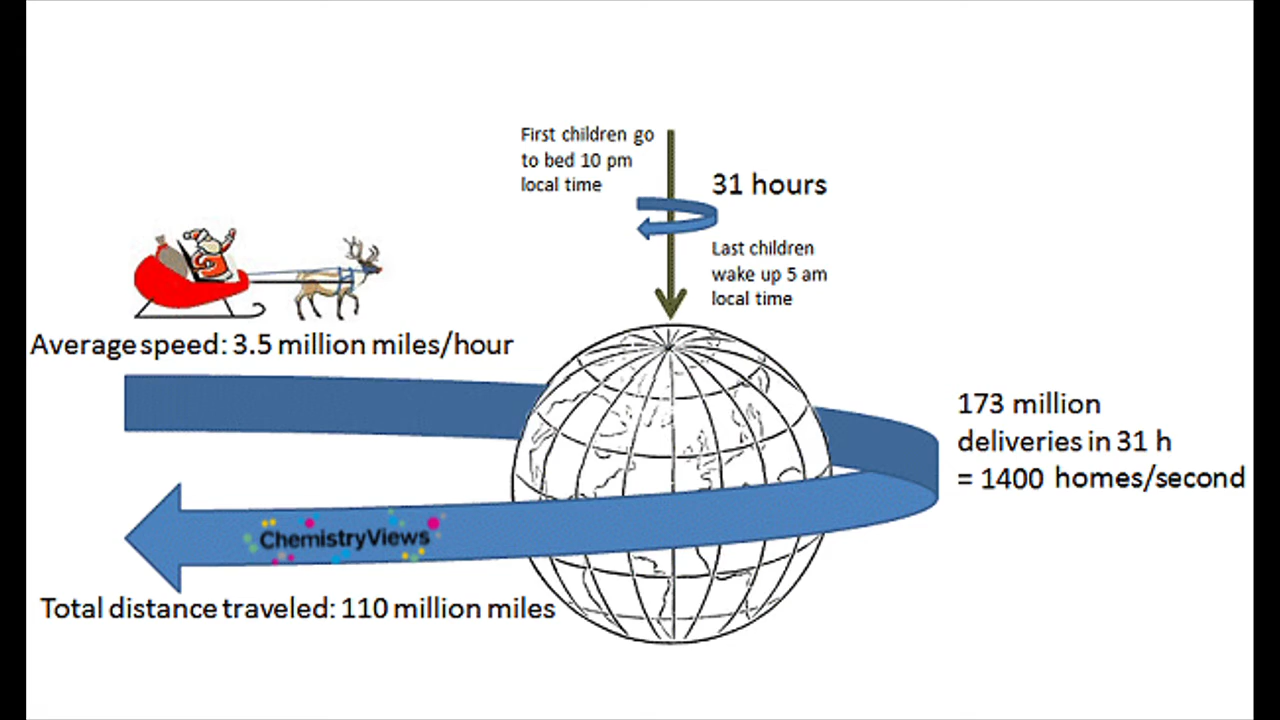 First children go
to bed 10 pm
local time
31 hours
Last children
wake up 5 am
local time
Average speed: 3.5 million miles/hour
173 million
deliveries in 31 h
= 1400 homes/second
ChemistryViews
Total distance traveled: 110 million miles